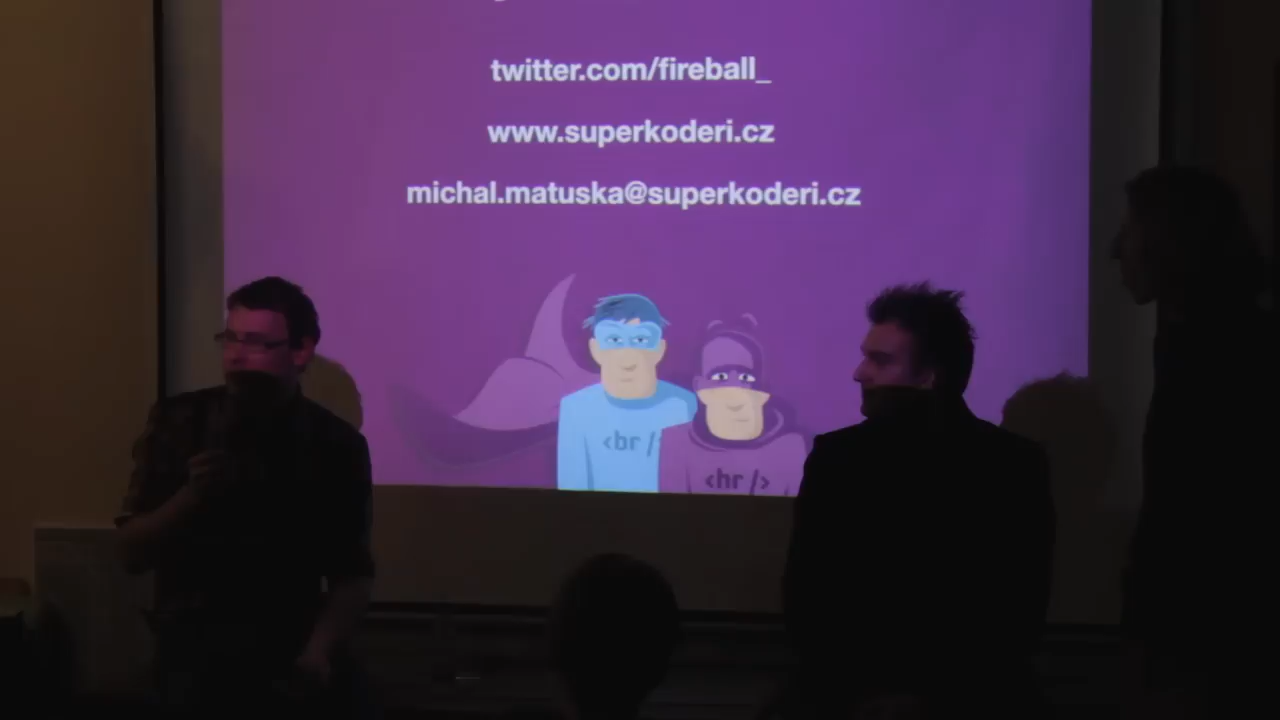 twitter.com/fireball_
www.superkoderi.cz
michal.matuska@superkoderi.cz
<br />
<hr />